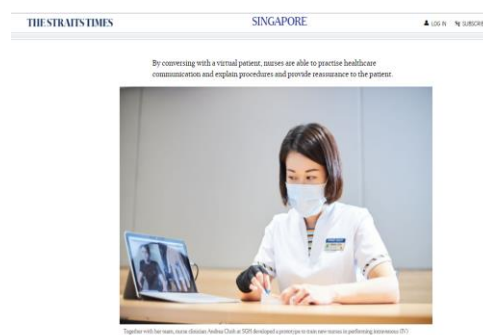 THE STRAITS TIMES
SINGAPORE
LOG IN
SUBSCRIBE
By conversing with a virtual patient, nurses are able to practise healthcare
communication and explain procedures and provide reassurance to the patient.
Together with her team, nurse clinician Andrea Choh at SGH developed a prototype to train new nurses in performing intravenous (IV)